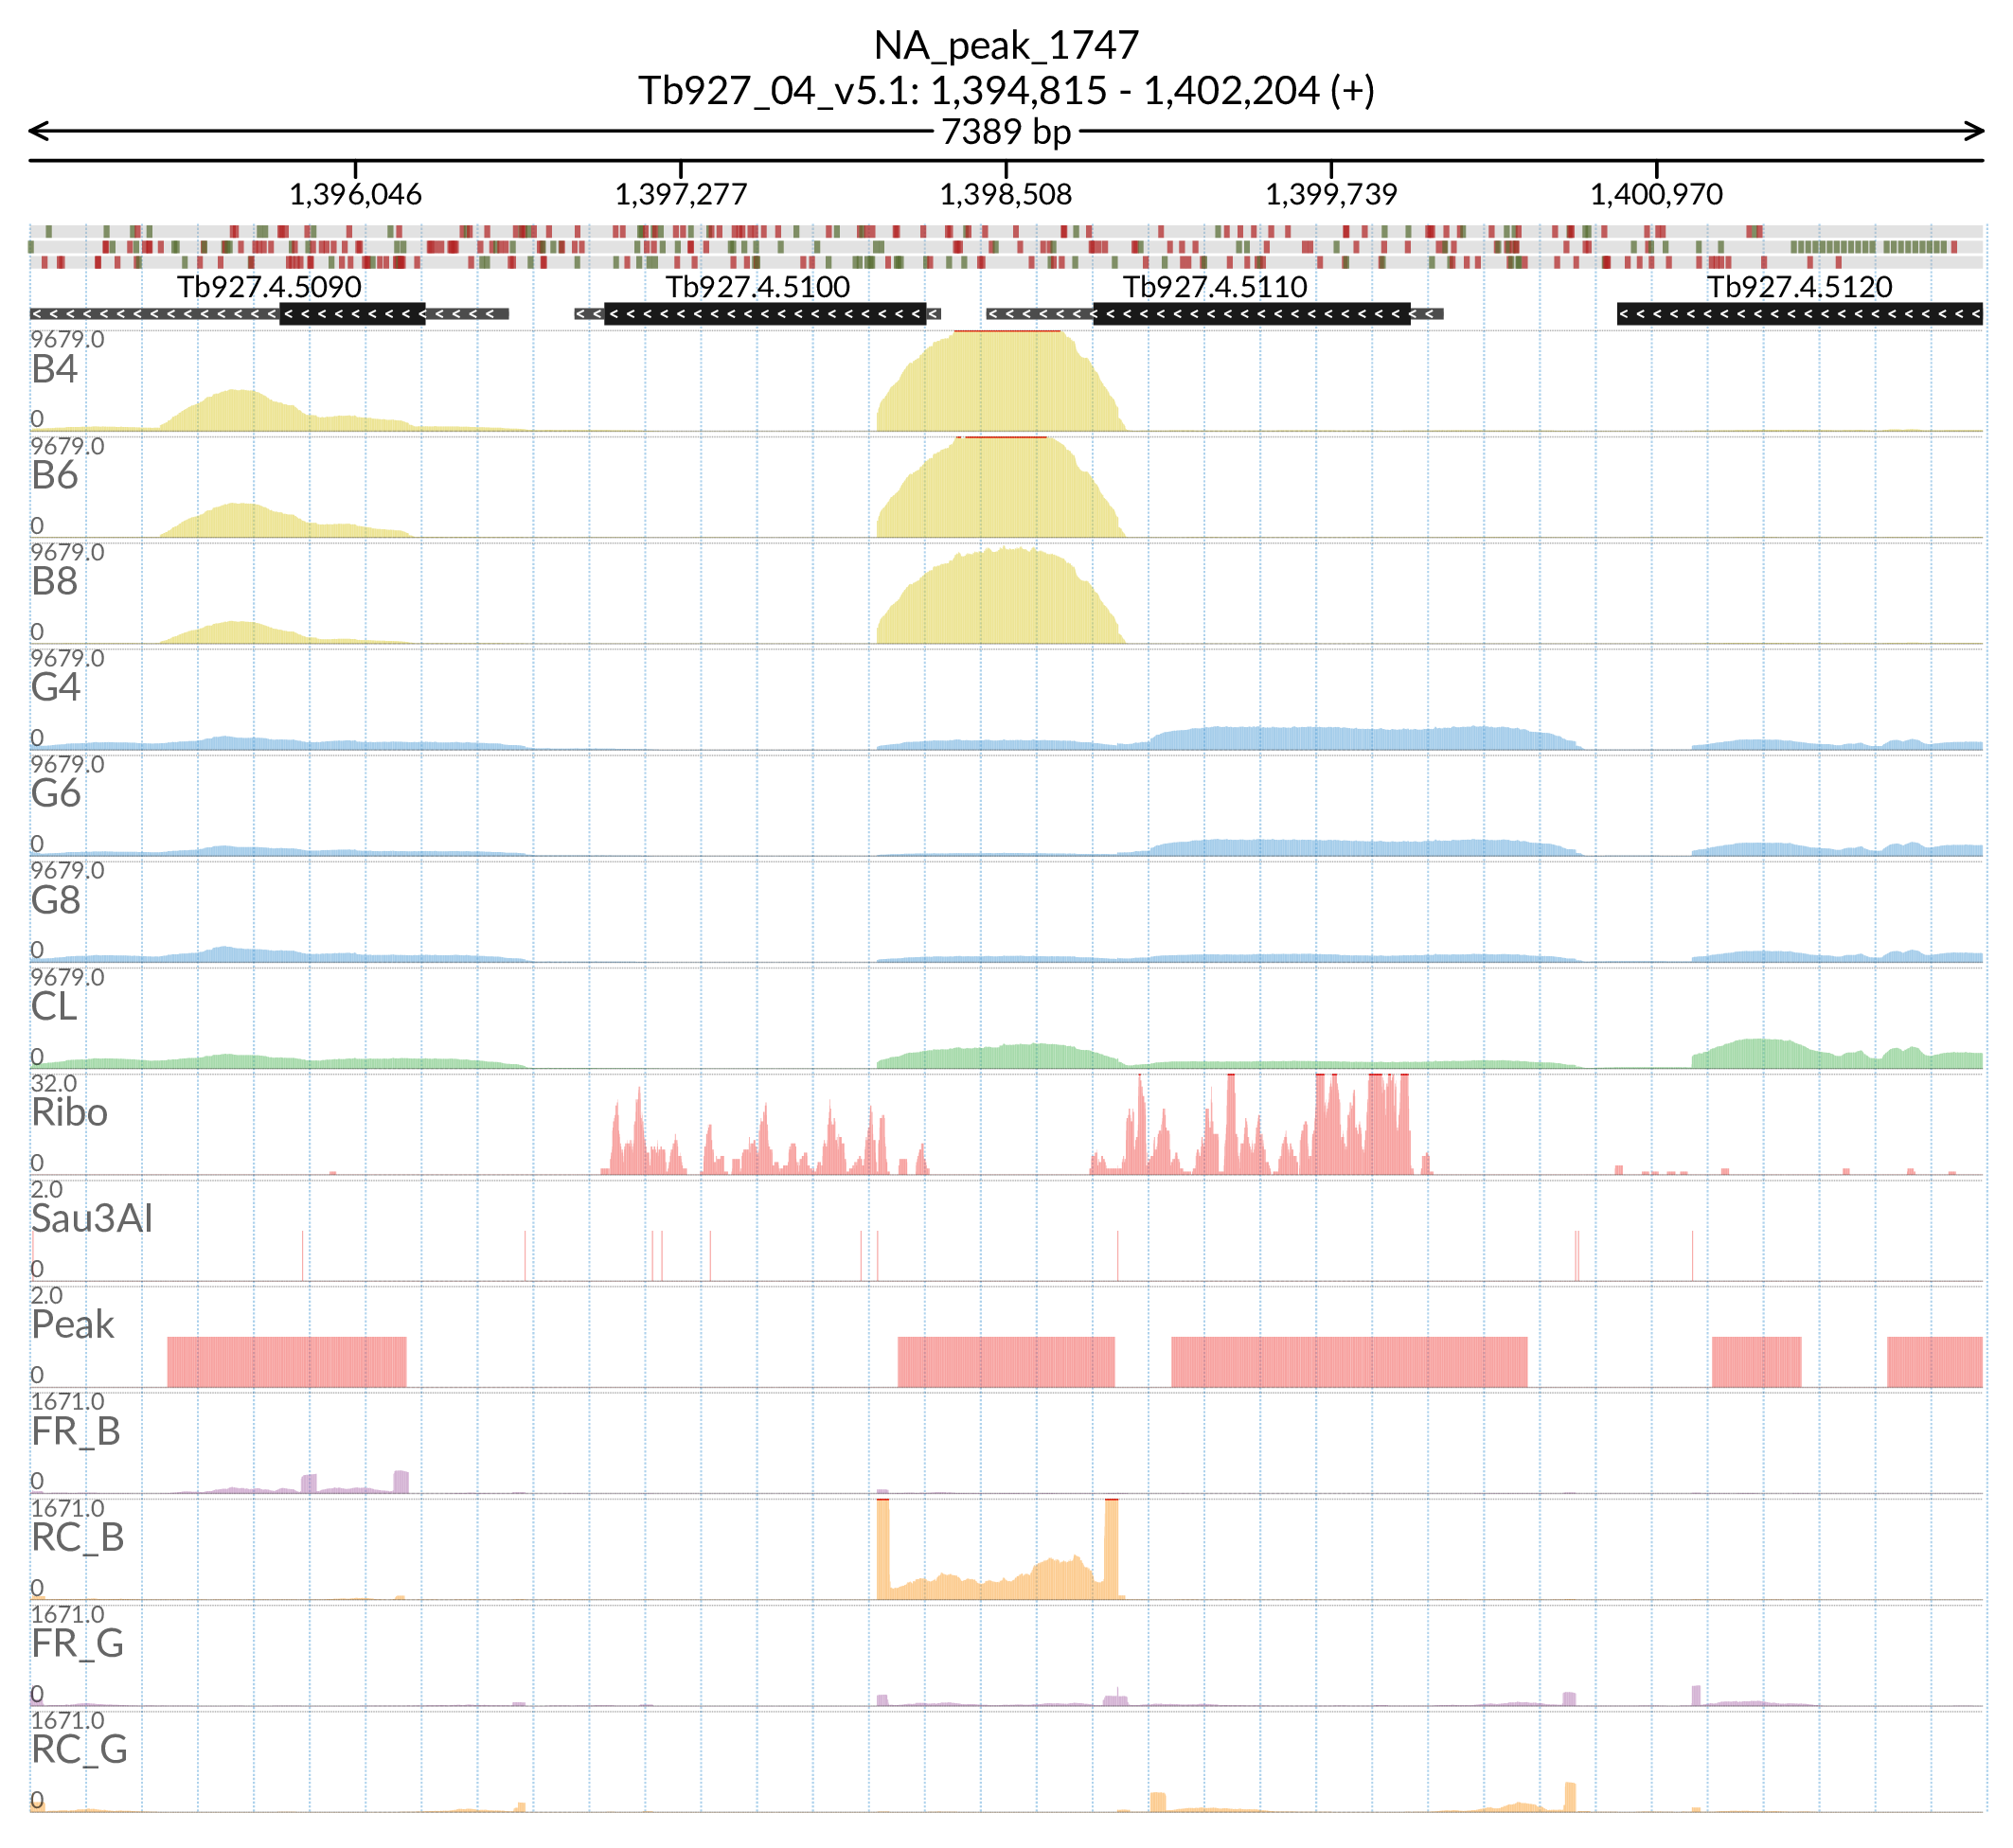 NA_peak_1747
Tb927_04_v5.1: 1,394,815 - 1,402,204 (+)
7389 bp
1,396,046 1,397,277 1,398,508 1,399,739 1,400,970
Tb927.4.5090 Tb927.4.5100 Tb927.4.5110 Tb927.4.5120
9679.0
B4
0
9679.0
B6
0
9679.0
B8
0
9679.0
G4
0
9679.0
G6
0
9679.0
G8
0
9679.0
CL
0
32.0
Ribo
0
2.0
Sau3AI
0
2.0
Peak
0
1671.0
FR_B
0
1671.0
RC_B
0
1671.0
FR_G
0
1671.0
RC_G
0